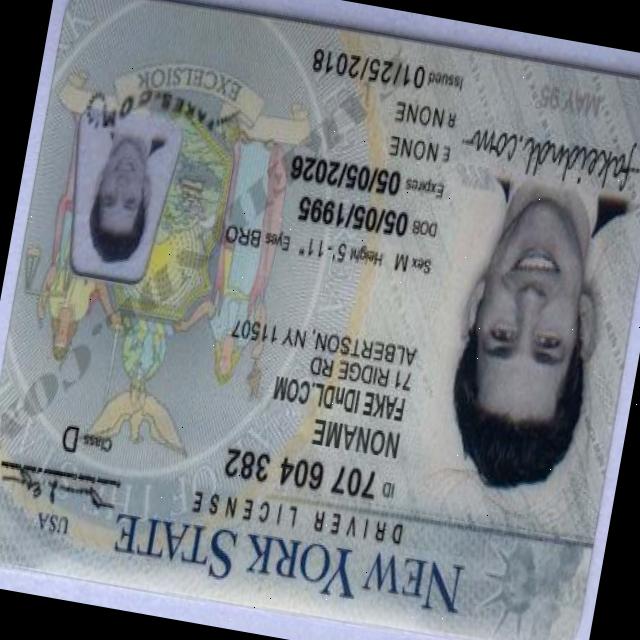 NEW YORK STATE
USA
DRIVER LICENSE
ID 707 604 382
Class D
NONAME
FAKE IDnDL.COM
71 RIDGE RD
ALBERTSON, NY 11507
Sex M Height 5'-11" Eyes BRO
DOB 05/05/1995
Expires 05/05/2026
E NONE
R NONE
Issued 01/25/2018
MAY 95
EXCELSIOR